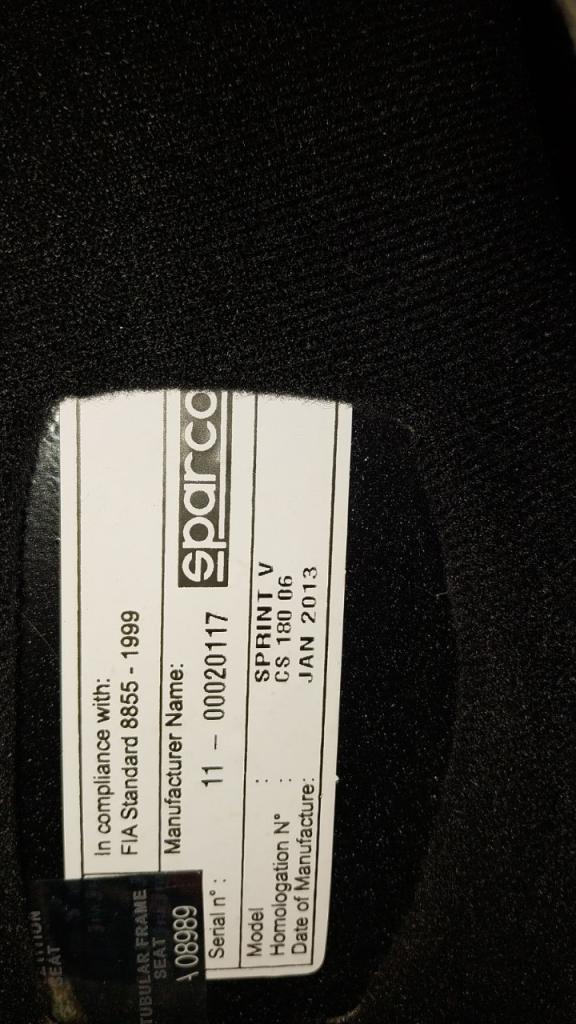 In compliance with:
FIA Standard 8855 - 1999
Manufacturer Name:
sparco
Serial n° : 11 - 00020117
Model : SPRINT V
Homologation N° : CS 180 06
Date of Manufacture: JAN 2013
SEAT
TUBULAR FRAME
SEAT
08989